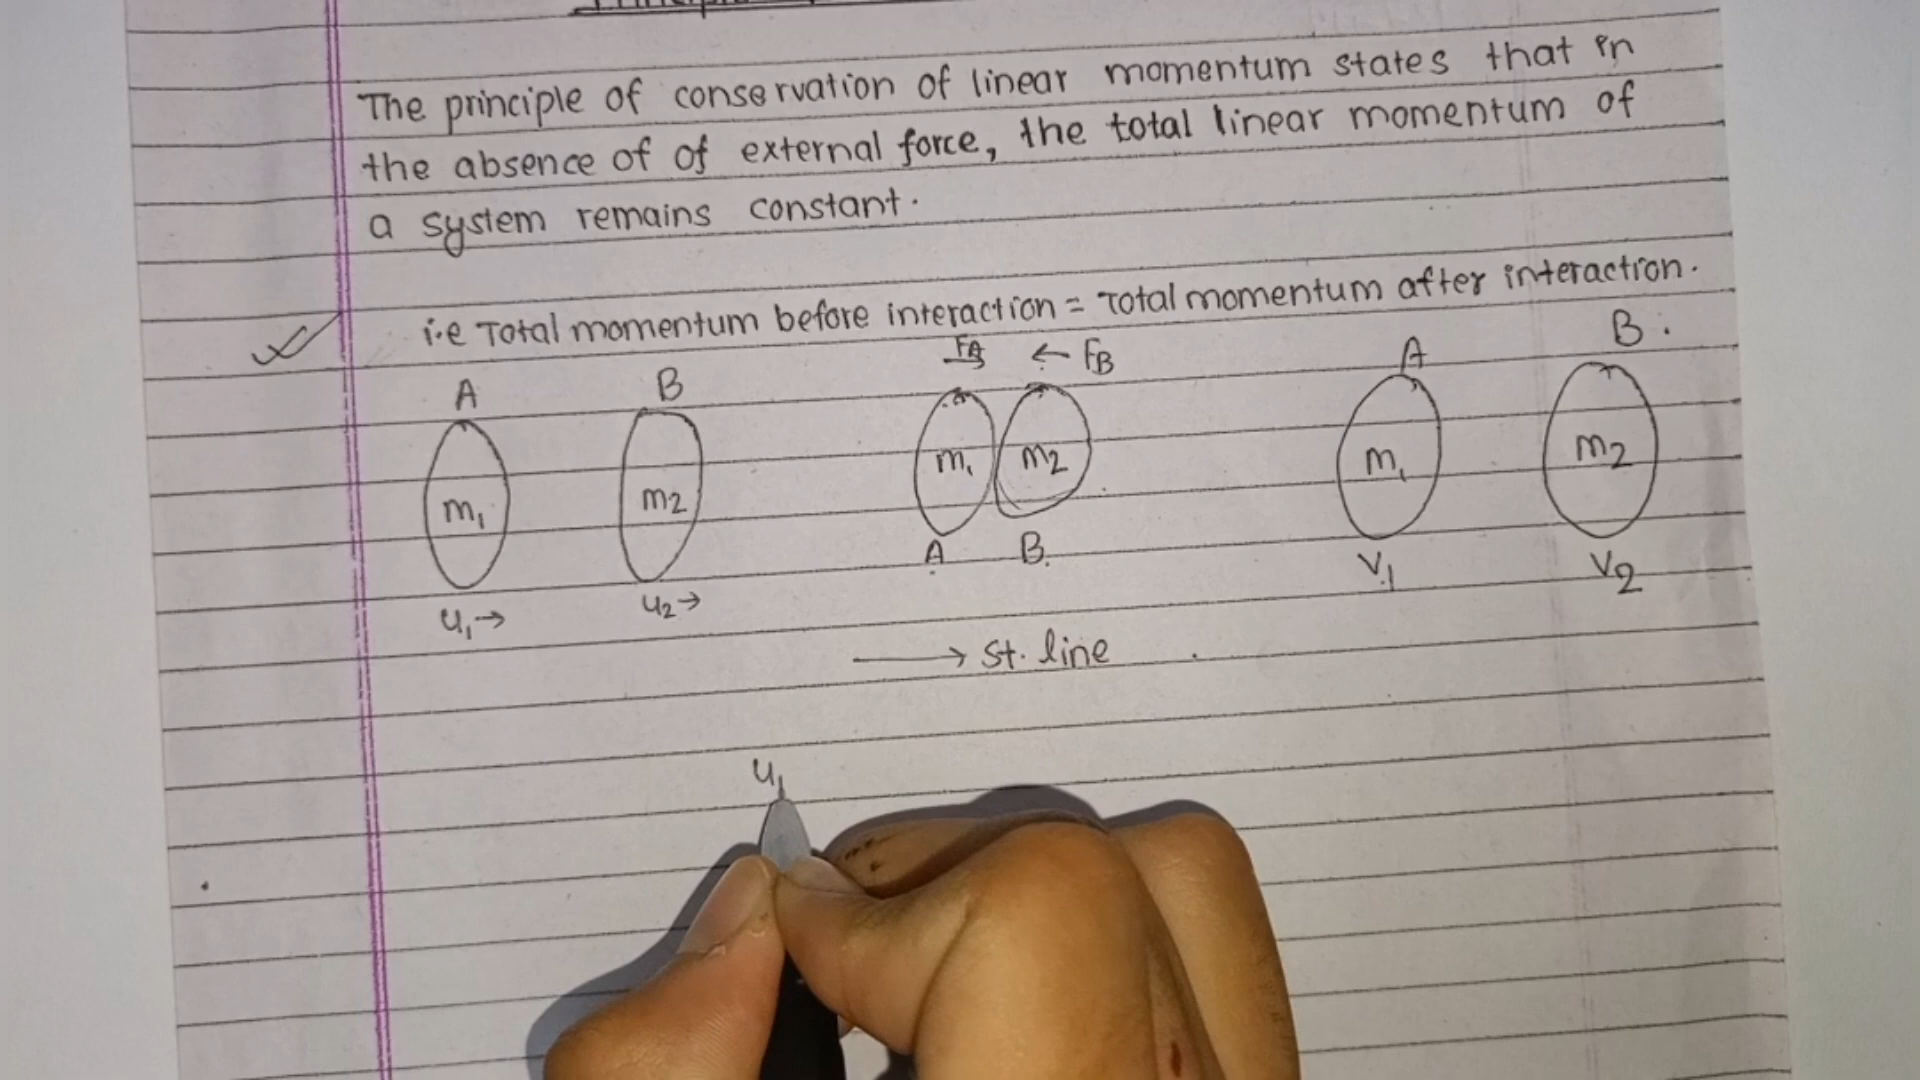 The principle of conservation of linear momentum states that in
the absence of of external force, the total linear momentum of
a system remains constant.
i.e Total momentum before interaction = Total momentum after interaction.
A B FA ← FB A B.
m₁ m₂ m₁ m₂ m₁ m₂
A B V₁ V₂
u₁→ u₂→
→ st. line
u₁